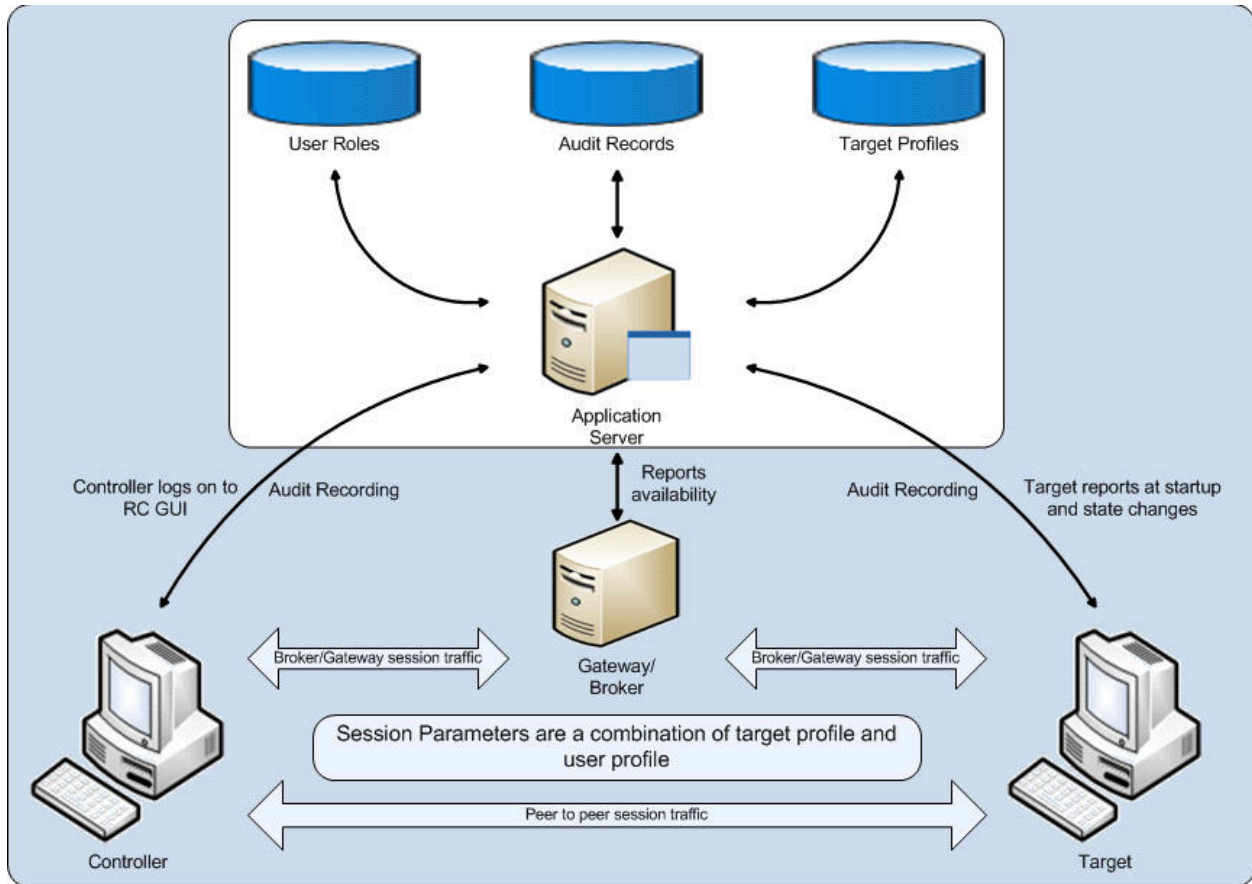 User Roles
Audit Records
Target Profiles
Application
Server
Controller logs on to
RC GUI
Audit Recording
Reports
availability
Audit Recording
Target reports at startup
and state changes
Broker/Gateway session traffic
Gateway/
Broker
Broker/Gateway session traffic
Session Parameters are a combination of target profile and
user profile
Peer to peer session traffic
Controller
Target